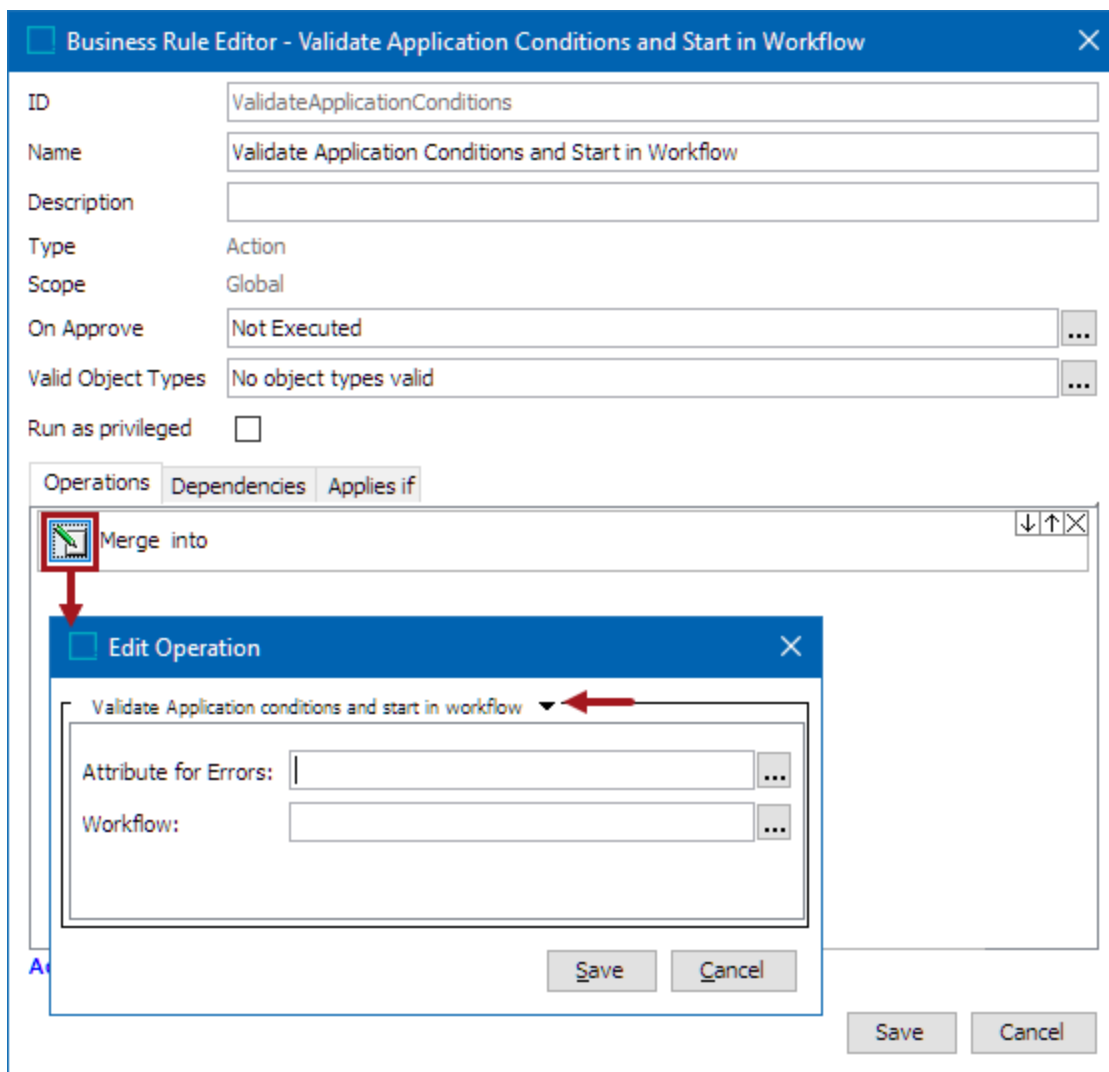 Business Rule Editor - Validate Application Conditions and Start in Workflow
ID ValidateApplicationConditions
Name Validate Application Conditions and Start in Workflow
Description
Type Action
Scope Global
On Approve Not Executed ...
Valid Object Types No object types valid ...
Run as privileged
Operations Dependencies Applies if
Merge into
Edit Operation
Validate Application conditions and start in workflow
Attribute for Errors: ...
Workflow: ...
Save Cancel
Save Cancel